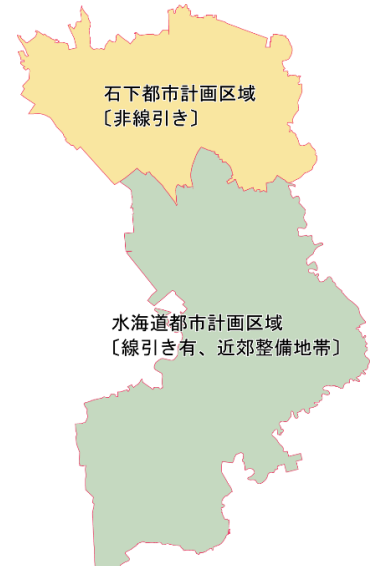 石下都市計画区域
〔非線引き〕
水海道都市計画区域
〔線引き有、近郊整備地帯〕